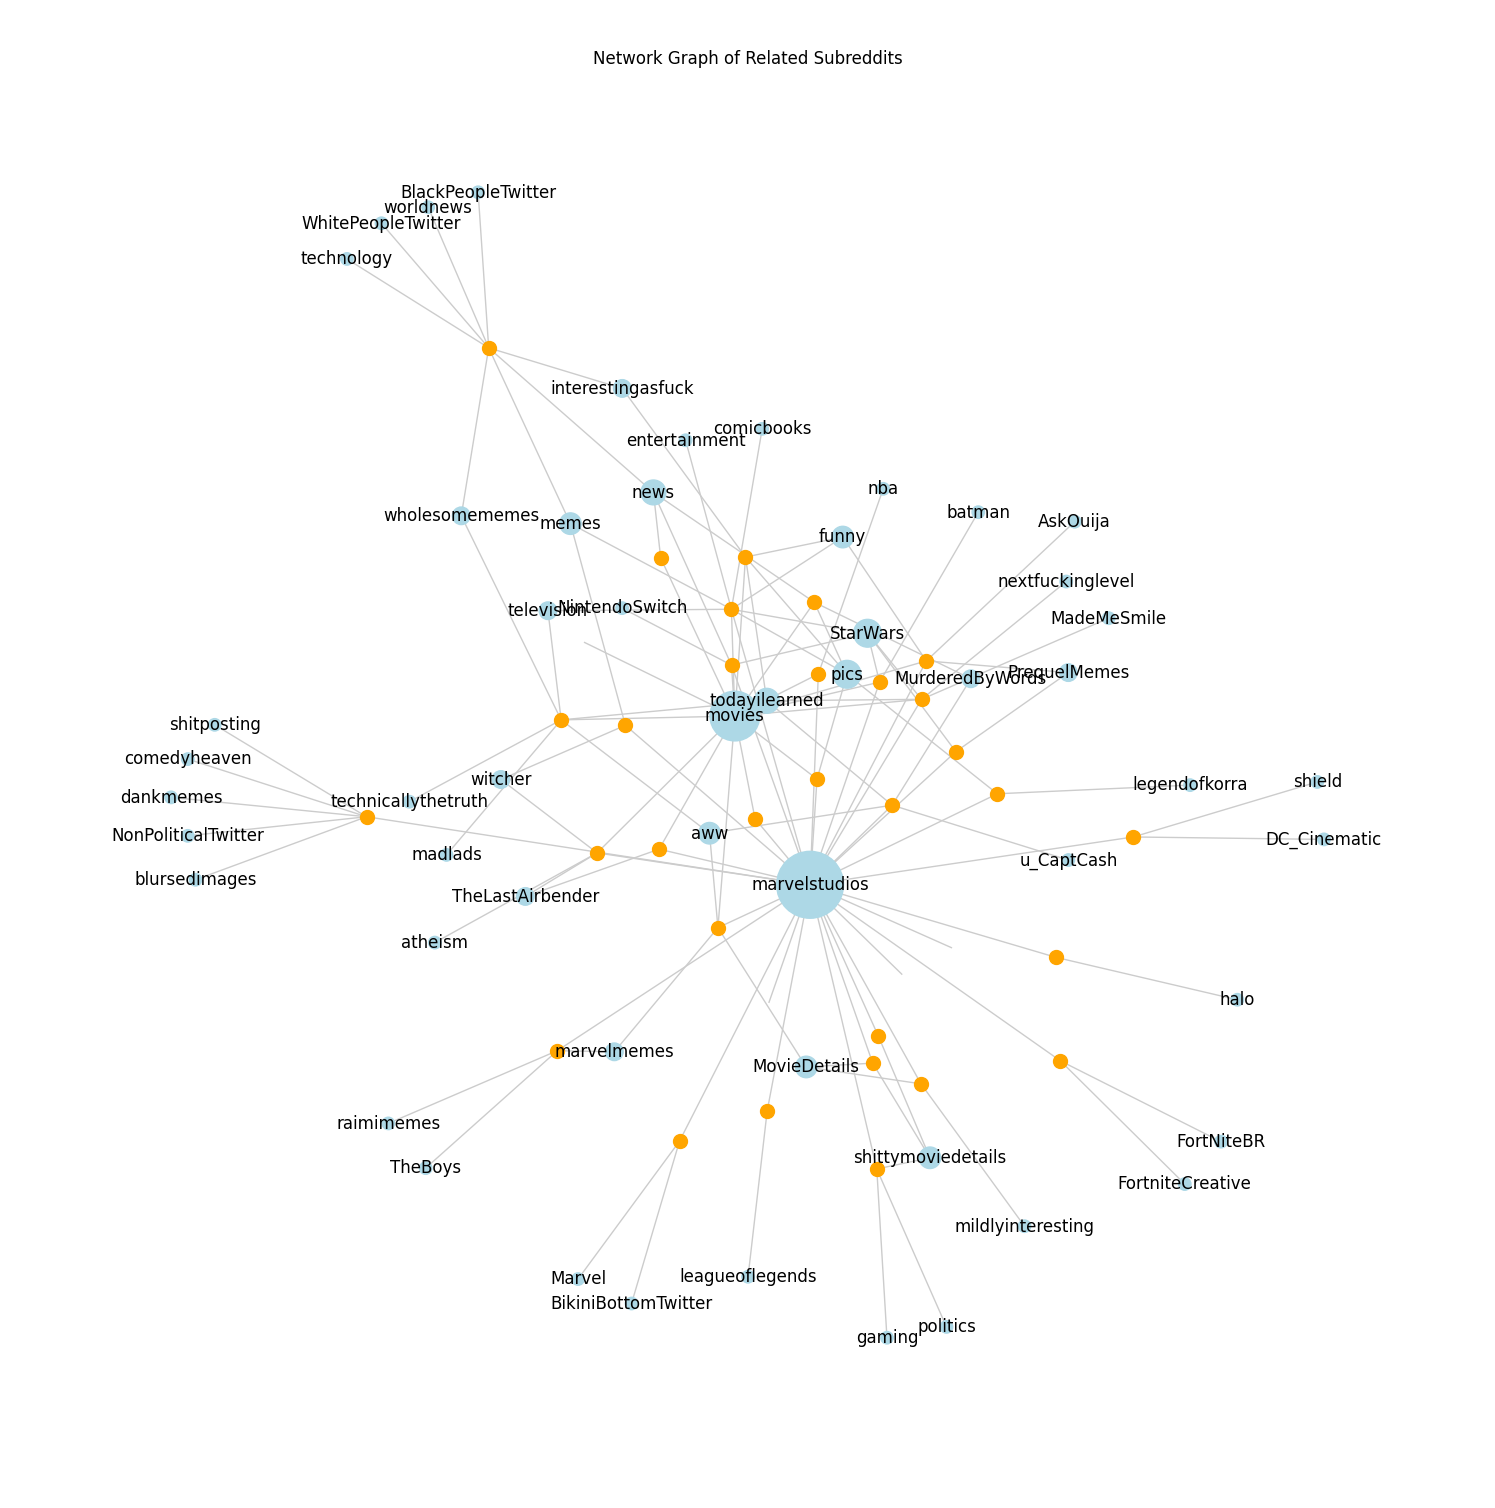 Network Graph of Related Subreddits
BlackPeopleTwitter
worldnews
WhitePeopleTwitter
technology
interestingasfuck
comicbooks
entertainment
news
nba
batman
wholesomememes
memes
AskOuija
funny
nextfuckinglevel
television
NintendoSwitch
MadeMeSmile
StarWars
pics
MurderedByWords
PrequelMemes
todayilearned
movies
shitposting
comedyheaven
witcher
shield
legendofkorra
dankmemes
technicallythetruth
NonPoliticalTwitter
aww
DC_Cinematic
madlads
u_CaptCash
blursedimages
marvelstudios
TheLastAirbender
atheism
halo
marvelmemes
MovieDetails
raimimemes
FortNiteBR
shittymoviedetails
TheBoys
FortniteCreative
mildlyinteresting
Marvel
leagueoflegends
BikiniBottomTwitter
politics
gaming